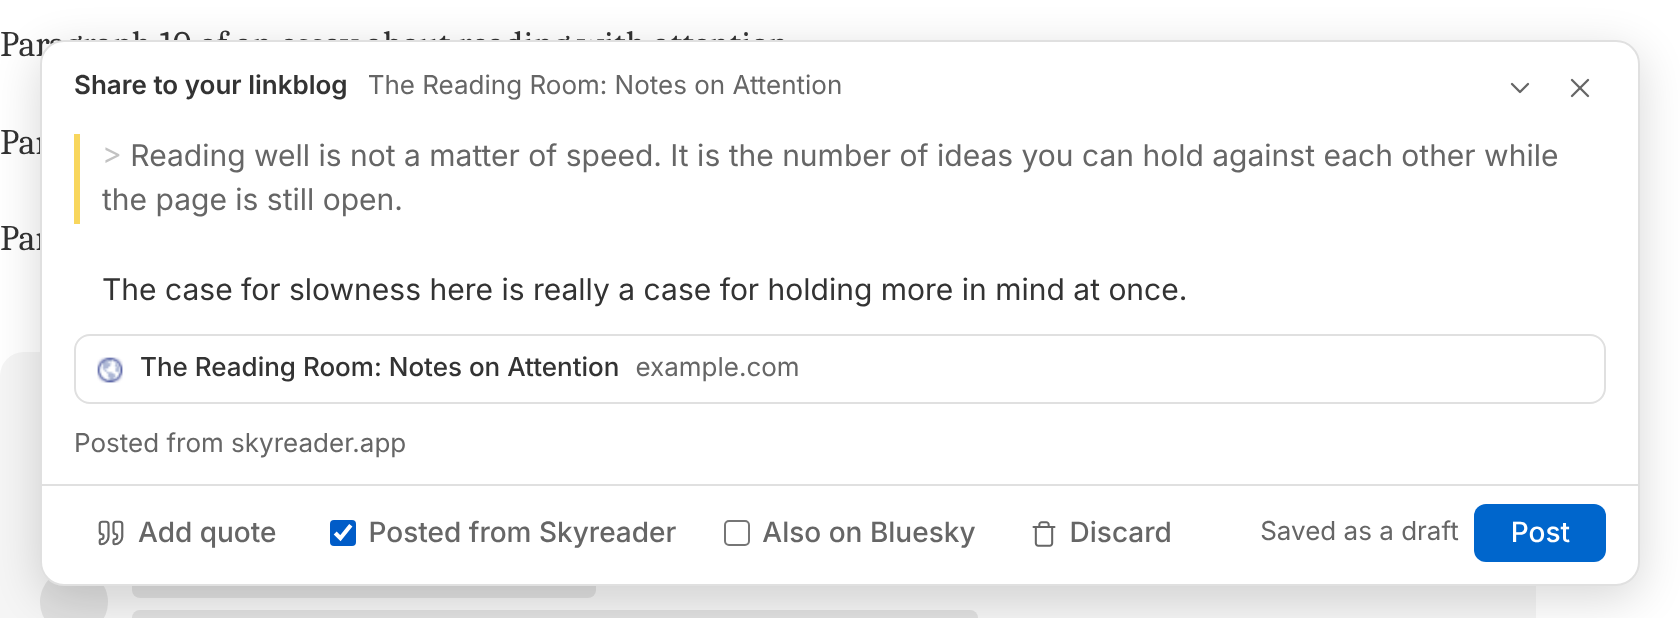 Share to your linkblog The Reading Room: Notes on Attention
> Reading well is not a matter of speed. It is the number of ideas you can hold against each other while
the page is still open.
The case for slowness here is really a case for holding more in mind at once.
The Reading Room: Notes on Attention example.com
Posted from skyreader.app
Add quote Posted from Skyreader Also on Bluesky Discard Saved as a draft Post